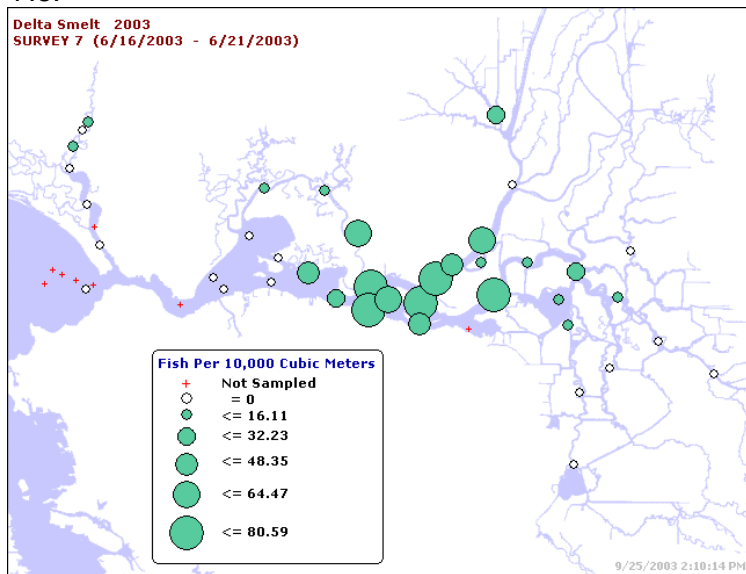 Delta Smelt 2003
SURVEY 7 (6/16/2003 - 6/21/2003)
Fish Per 10,000 Cubic Meters
+ Not Sampled
= 0
<= 16.11
<= 32.23
<= 48.35
<= 64.47
<= 80.59
9/25/2003 2:10:14 PM